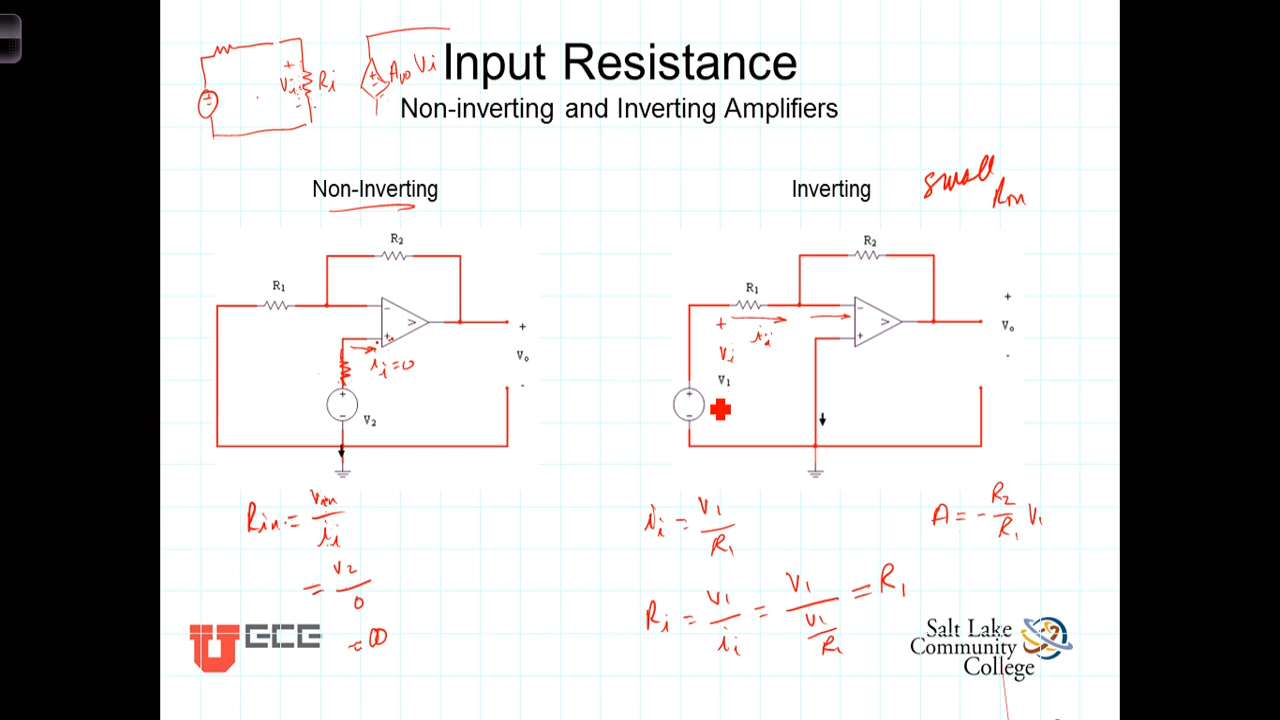 Input Resistance
Non-inverting and Inverting Amplifiers
+ Vi - Ri
+ - Avo Vi
Non-Inverting
Inverting
small
R2
R1
-
+
>
+
Vo
-
ii=0
+
-
V2
R2
R1
-
+
>
+
Vo
-
+
Vi
ii
V1
+
-
Rin = Vin/ii
= V2/0
= ∞
ii = V1/R1
Ri = V1/ii = V1/(V1/R1) = R1
A = -R2/R1 V1
U ECE
Salt Lake
Community
College